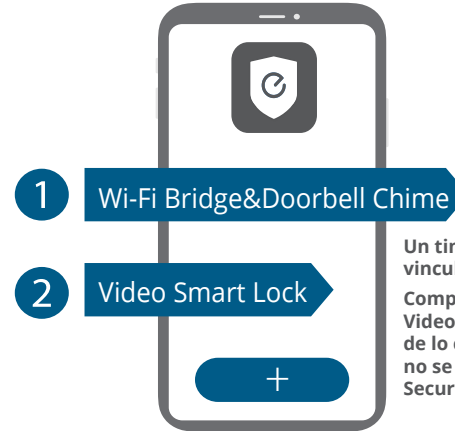 1 Wi-Fi Bridge&Doorbell Chime
Un
vincu
2 Video Smart Lock
Comp
Video
de lo
no se
Secur
+